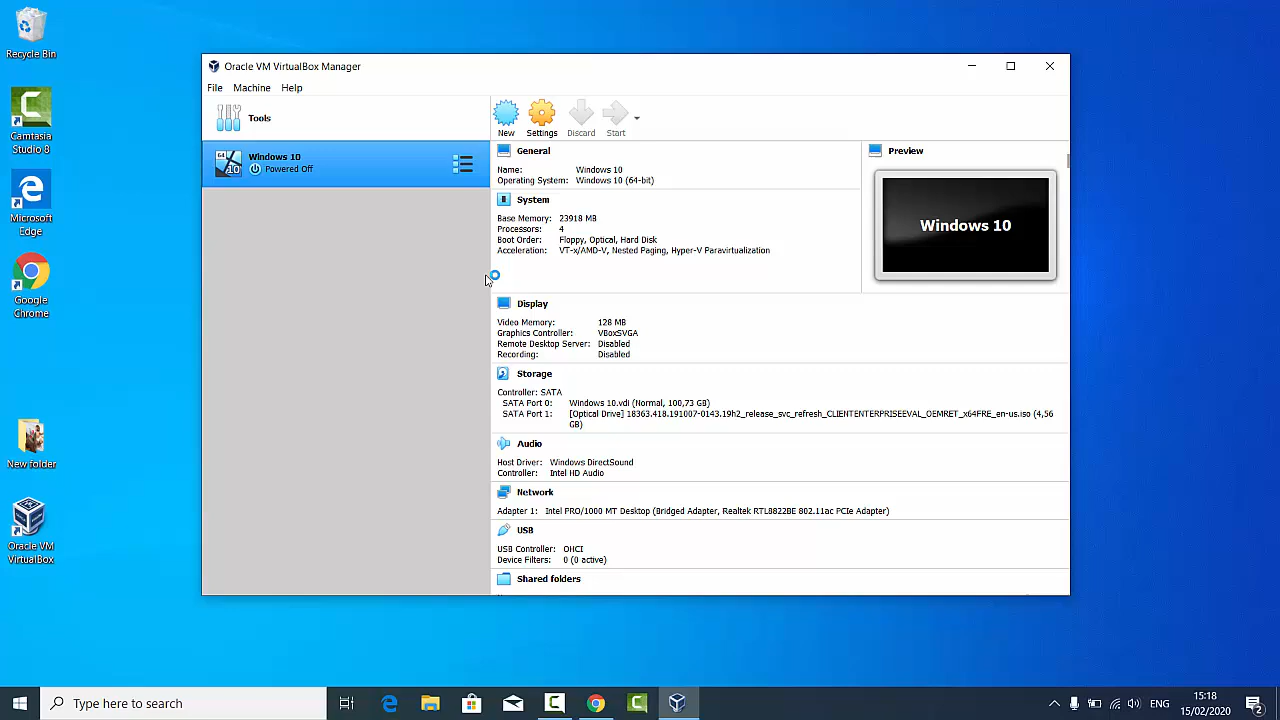 Recycle Bin
Camtasia
Studio 8
Microsoft
Edge
Google
Chrome
New folder
Oracle VM
VirtualBox
Oracle VM VirtualBox Manager
File Machine Help
Tools
New Settings Discard Start
64
10
Windows 10
Powered Off
General
Name: Windows 10
Operating System: Windows 10 (64-bit)
Preview
Windows 10
System
Base Memory: 23918 MB
Processors: 4
Boot Order: Floppy, Optical, Hard Disk
Acceleration: VT-x/AMD-V, Nested Paging, Hyper-V Paravirtualization
Display
Video Memory: 128 MB
Graphics Controller: VBoxSVGA
Remote Desktop Server: Disabled
Recording: Disabled
Storage
Controller: SATA
SATA Port 0: Windows 10.vdi (Normal, 100,73 GB)
SATA Port 1: [Optical Drive] 18363.418.191007-0143.19h2_release_svc_refresh_CLIENTENTERPRISEEVAL_OEMRET_x64FRE_en-us.iso (4,56
GB)
Audio
Host Driver: Windows DirectSound
Controller: Intel HD Audio
Network
Adapter 1: Intel PRO/1000 MT Desktop (Bridged Adapter, Realtek RTL8822BE 802.11ac PCIe Adapter)
USB
USB Controller: OHCI
Device Filters: 0 (0 active)
Shared folders
Type here to search
ENG
15:18
15/02/2020
2